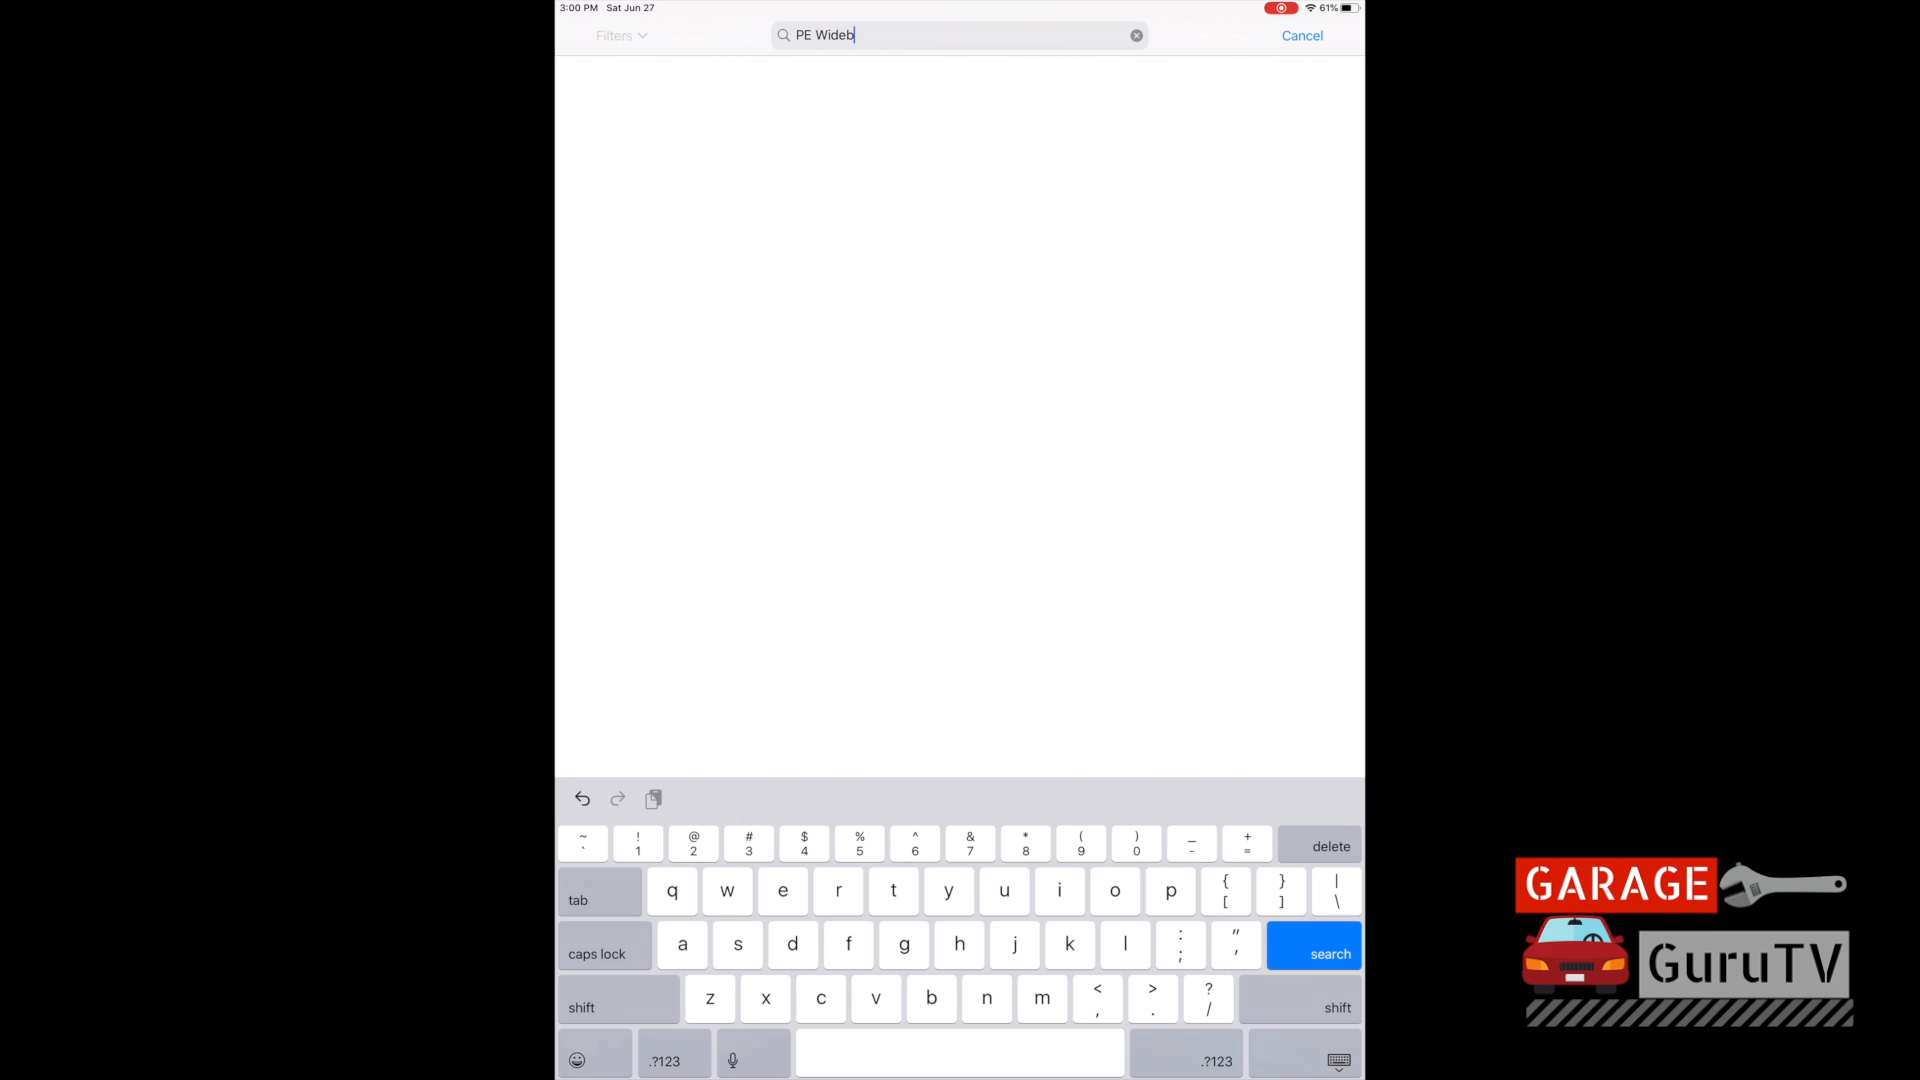 3:00 PM Sat Jun 27
61%
Filters
PE Wideb
Cancel
~ ! @ # $ % ^ & * ( ) _ +
` 1 2 3 4 5 6 7 8 9 0 - = delete
tab q w e r t y u i o p { [ } ] | \
caps lock a s d f g h j k l : ; " ' search
shift z x c v b n m < , > . ? / shift
.?123 .?123
GARAGE
GuruTV